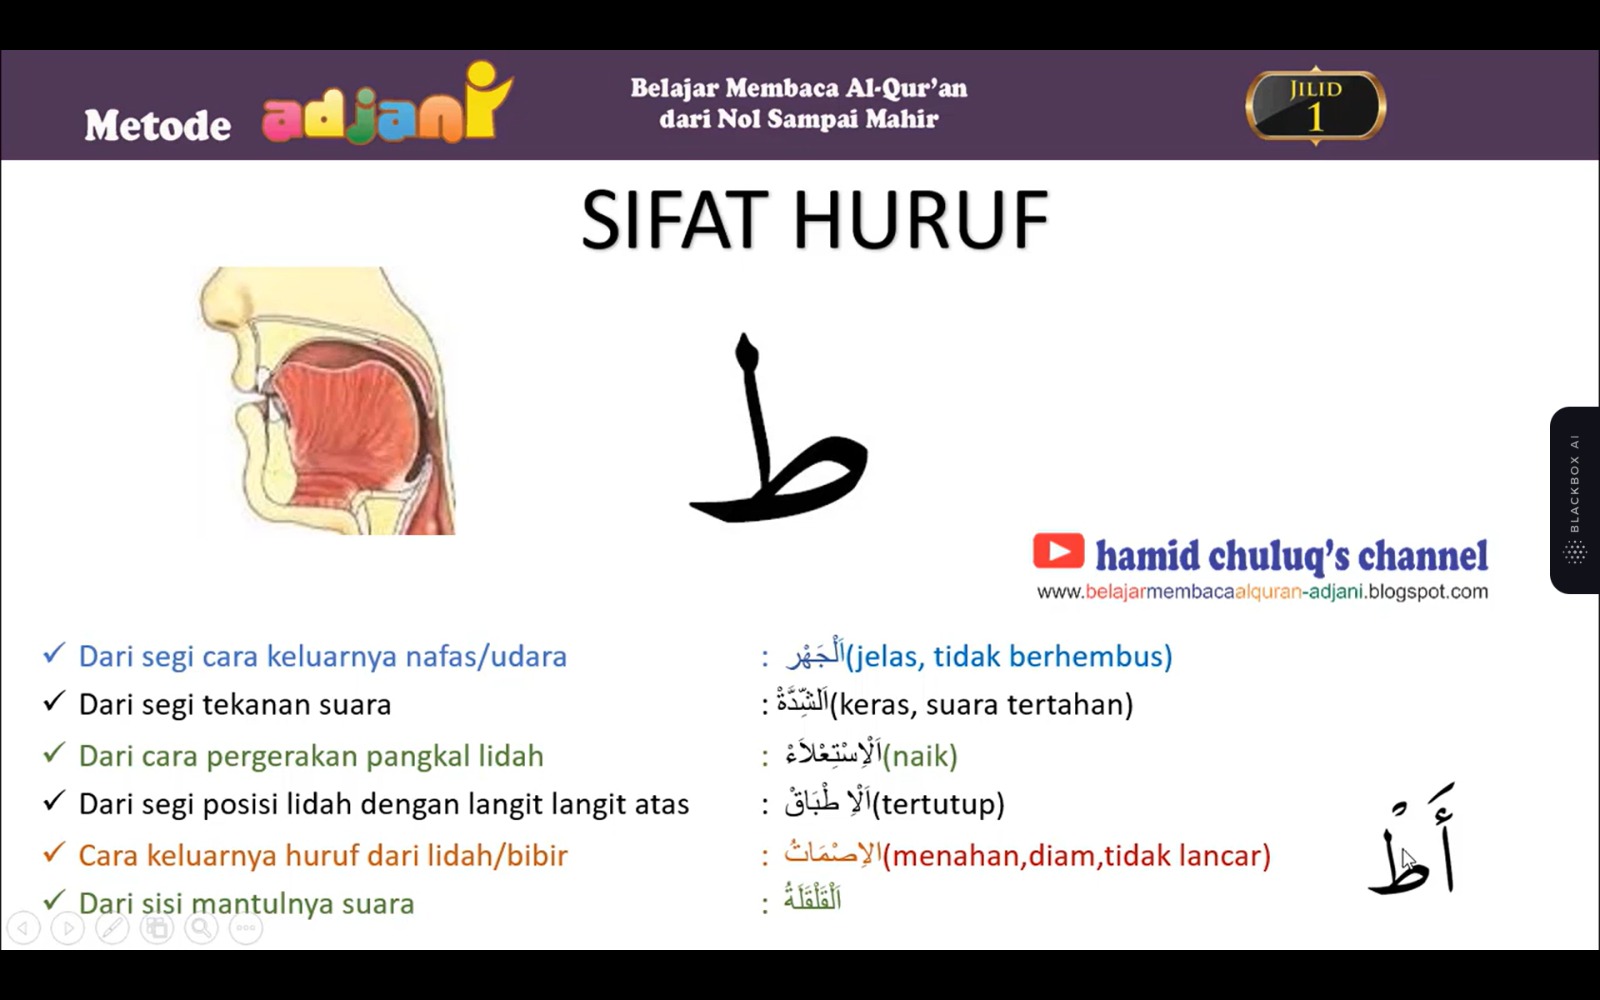 Metode adjani
Belajar Membaca Al-Qur'an
dari Nol Sampai Mahir
JILID
1
SIFAT HURUF
ط
hamid chuluq's channel
www.belajarmembacaalquran-adjani.blogspot.com
✓ Dari segi cara keluarnya nafas/udara : اَلْجَهْر(jelas, tidak berhembus)
✓ Dari segi tekanan suara : اَلشِّدَّةْ(keras, suara tertahan)
✓ Dari cara pergerakan pangkal lidah : اَلْاِسْتِعْلَاءْ(naik)
✓ Dari segi posisi lidah dengan langit langit atas : اَلْاِ طْبَاقْ(tertutup)
✓ Cara keluarnya huruf dari lidah/bibir : الاِصْمَاتُ(menahan,diam,tidak lancar)
✓ Dari sisi mantulnya suara : اَلْقَلْقَلَةُ
أَطْ
BLACKBOX AI